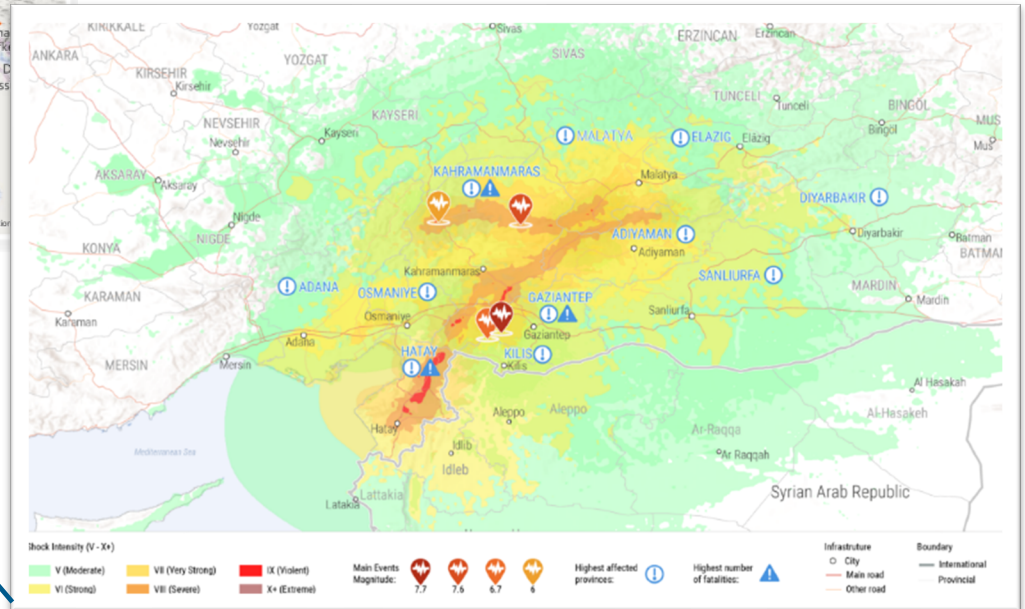 KIRIKKALE
Yozgat
Sivas
ERZINCAN
Erzincan
ANKARA
YOZGAT
SIVAS
KIRSEHIR
Kirsehir
TUNCELI
Tunceli
BINGOL
Bingol
MUS
Mus
KAYSERI
Kayseri
NEVSEHIR
Nevsehir
MALATYA
ELAZIG
Elâzığ
AKSARAY
Aksaray
KAHRAMANMARAS
Malatya
DIYARBAKIR
Nigde
NIGDE
KONYA
ADIYAMAN
Adiyaman
Diyarbakir
Batman
BATMAN
Kahramanmaras
SANLIURFA
ADANA
OSMANIYE
GAZIANTEP
MARDIN
Mardin
KARAMAN
Karaman
Osmaniye
Gaziantep
Sanliurfa
Adana
MERSIN
Mersin
HATAY
KILIS
Kilis
Al Hasakah
Al-Hasakeh
Aleppo
Aleppo
Hatay
Ar-Raqqa
Ar Raqqah
Idlib
Idleb
Mediterranean Sea
Lattakia
Latakia
Syrian Arab Republic
Shock Intensity (V - X+)
V (Moderate)
VI (Strong)
VII (Very Strong)
VIII (Severe)
IX (Violent)
X+ (Extreme)
Main Events
Magnitude:
7.7
7.6
6.7
6
Highest affected
provinces:
Highest number
of fatalities:
Infrastruture
City
Main road
Other road
Boundary
International
Provincial